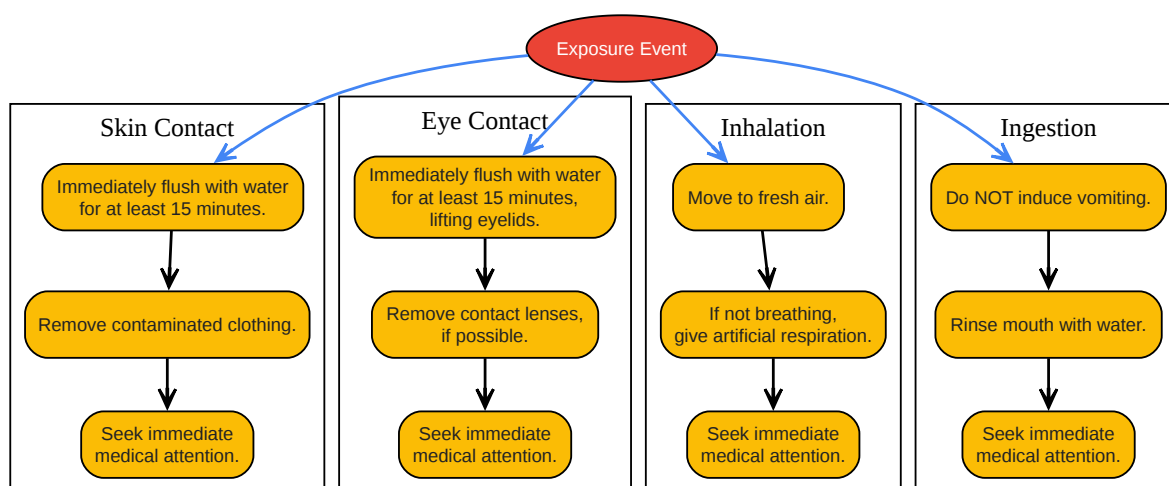 Exposure Event
Skin Contact
Immediately flush with water
for at least 15 minutes.
Remove contaminated clothing.
Seek immediate
medical attention.
Eye Contact
Immediately flush with water
for at least 15 minutes,
lifting eyelids.
Remove contact lenses,
if possible.
Seek immediate
medical attention.
Inhalation
Move to fresh air.
If not breathing,
give artificial respiration.
Seek immediate
medical attention.
Ingestion
Do NOT induce vomiting.
Rinse mouth with water.
Seek immediate
medical attention.